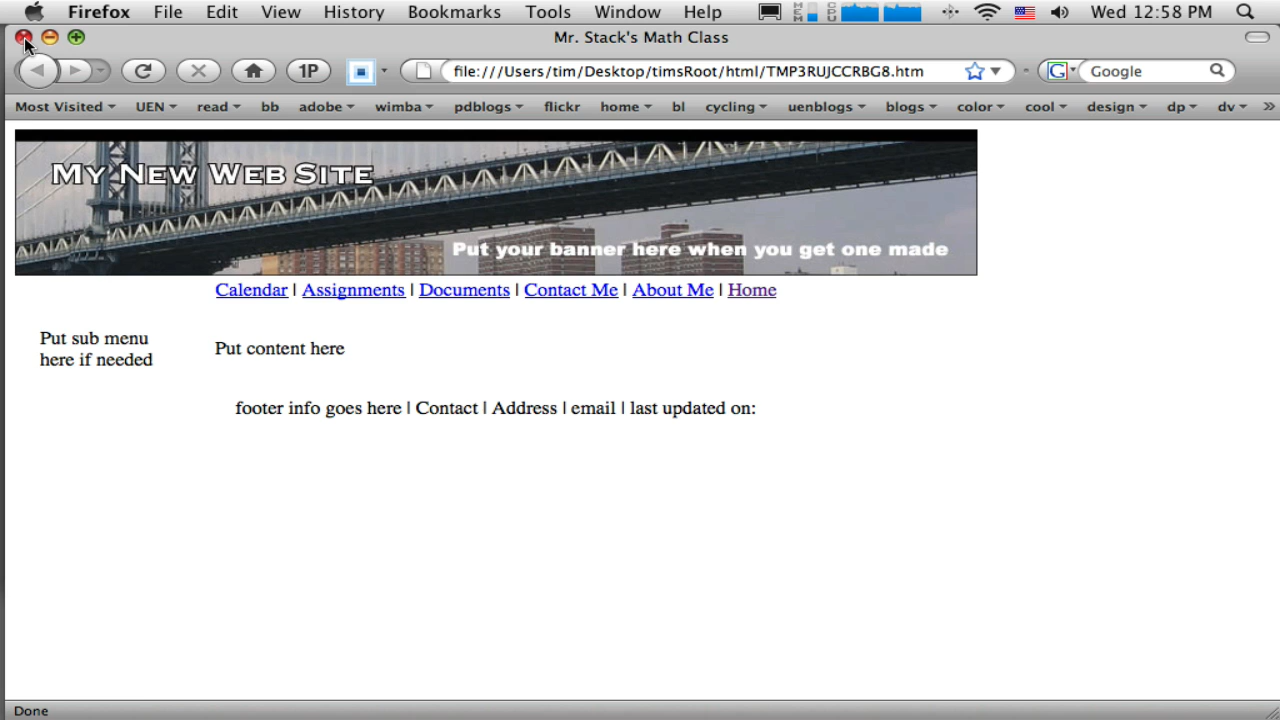 Firefox File Edit View History Bookmarks Tools Window Help MEM CPU Wed 12:58 PM
Mr. Stack's Math Class
1P file:///Users/tim/Desktop/timsRoot/html/TMP3RUJCCRBG8.htm G Google
Most Visited UEN read bb adobe wimba pdblogs flickr home bl cycling uenblogs blogs color cool design dp dv »
My New Web Site
Put your banner here when you get one made
Calendar | Assignments | Documents | Contact Me | About Me | Home
Put sub menu
here if needed
Put content here
footer info goes here | Contact | Address | email | last updated on:
Done